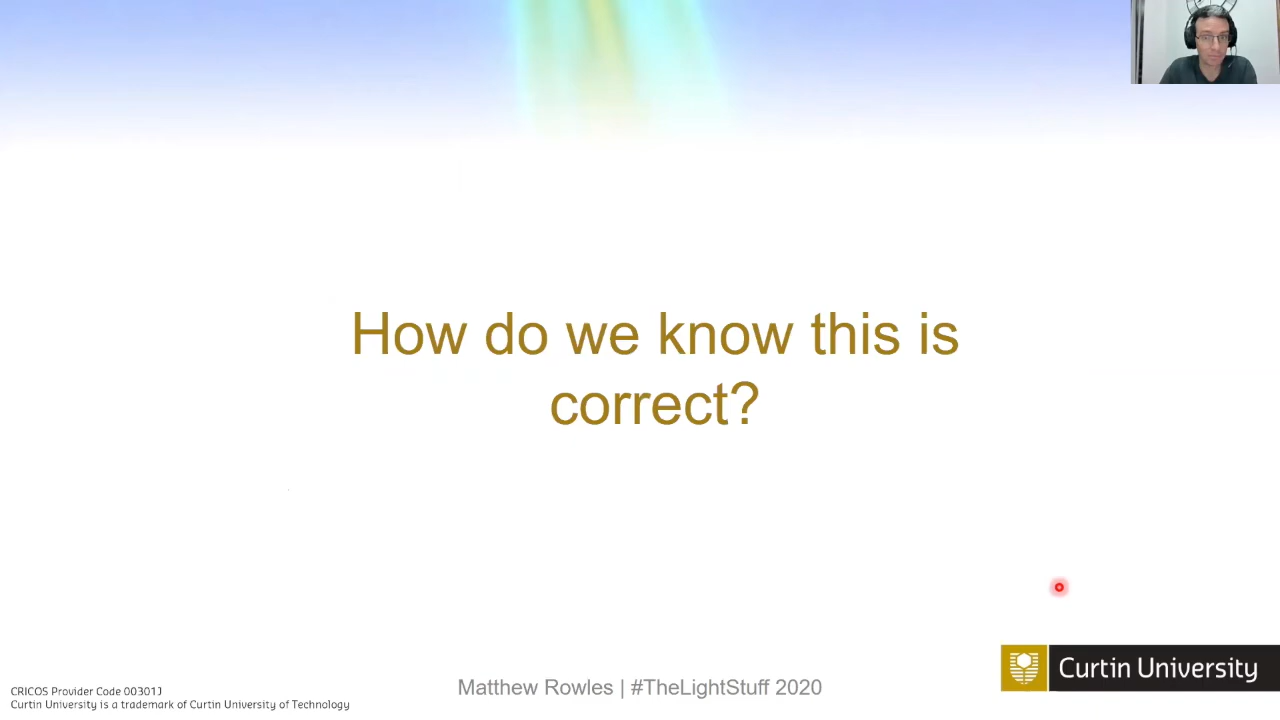 How do we know this is
correct?
Curtin University
CRICOS Provider Code 00301J
Curtin University is a trademark of Curtin University of Technology
Matthew Rowles | #TheLightStuff 2020